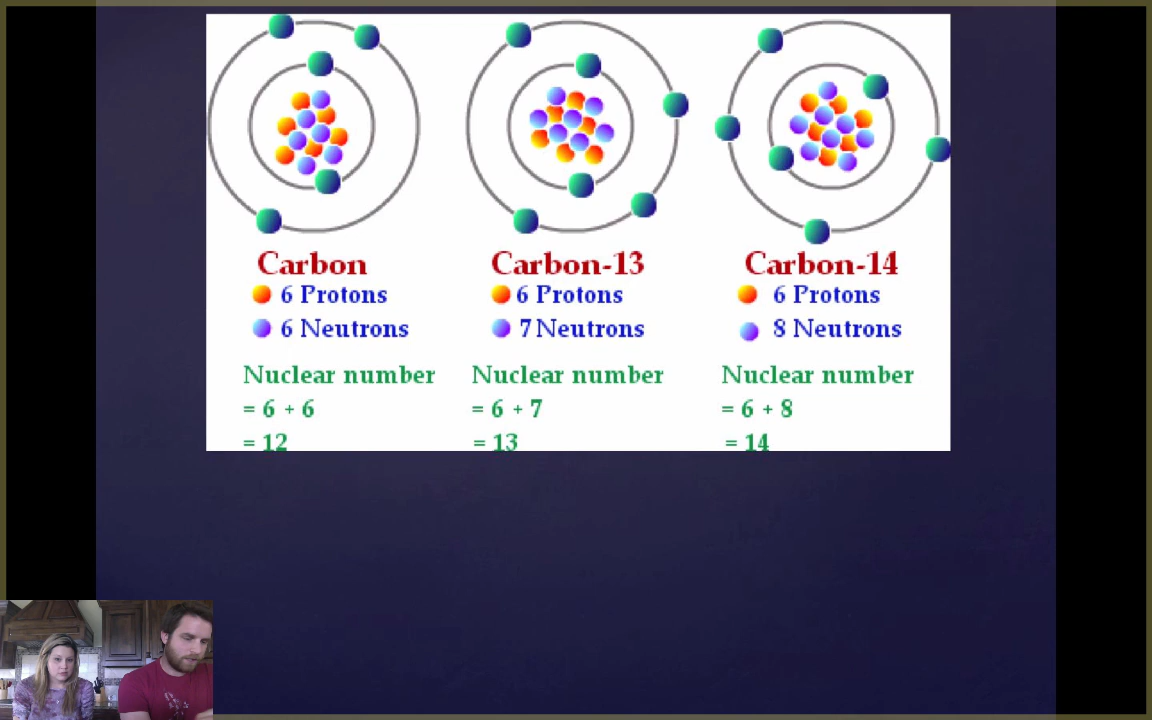 Carbon
6 Protons
6 Neutrons
Nuclear number
= 6 + 6
= 12
Carbon-13
6 Protons
7 Neutrons
Nuclear number
= 6 + 7
= 13
Carbon-14
6 Protons
8 Neutrons
Nuclear number
= 6 + 8
= 14